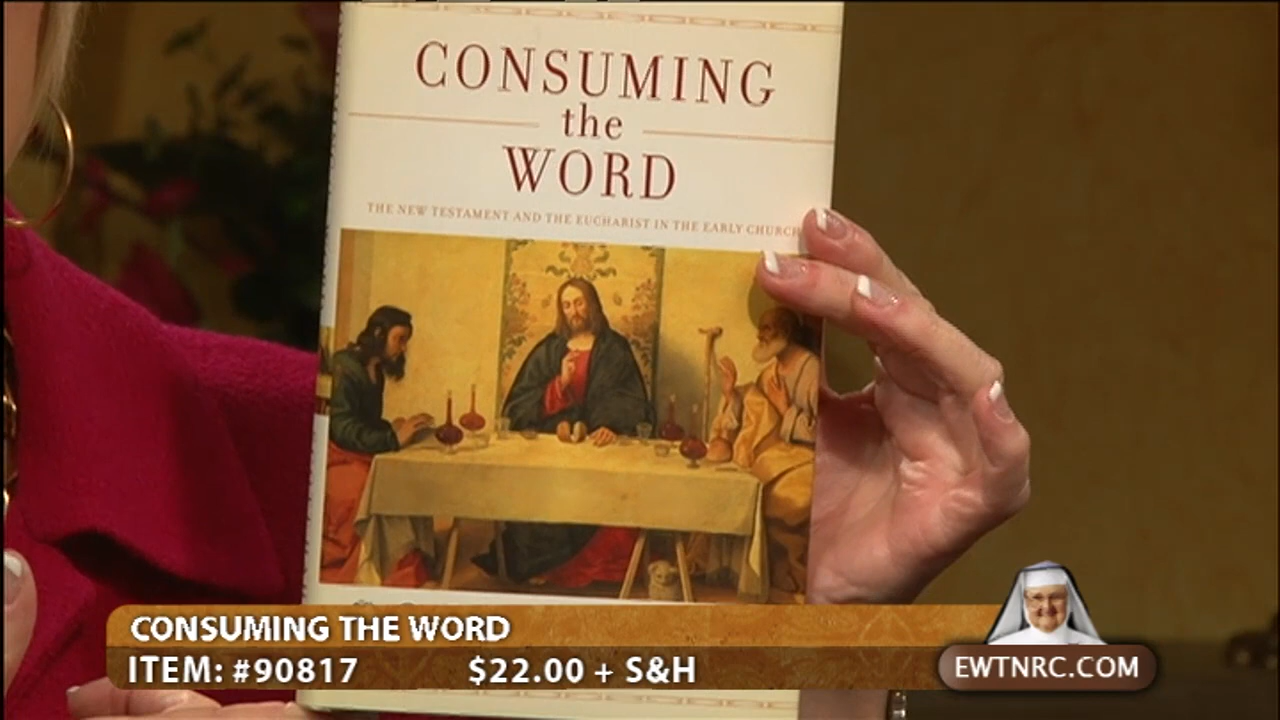 CONSUMING
the
WORD
THE NEW TESTAMENT AND THE EUCHARIST IN THE EARLY CHURCH
CONSUMING THE WORD
ITEM: #90817 $22.00 + S&H
EWTNRC.COM